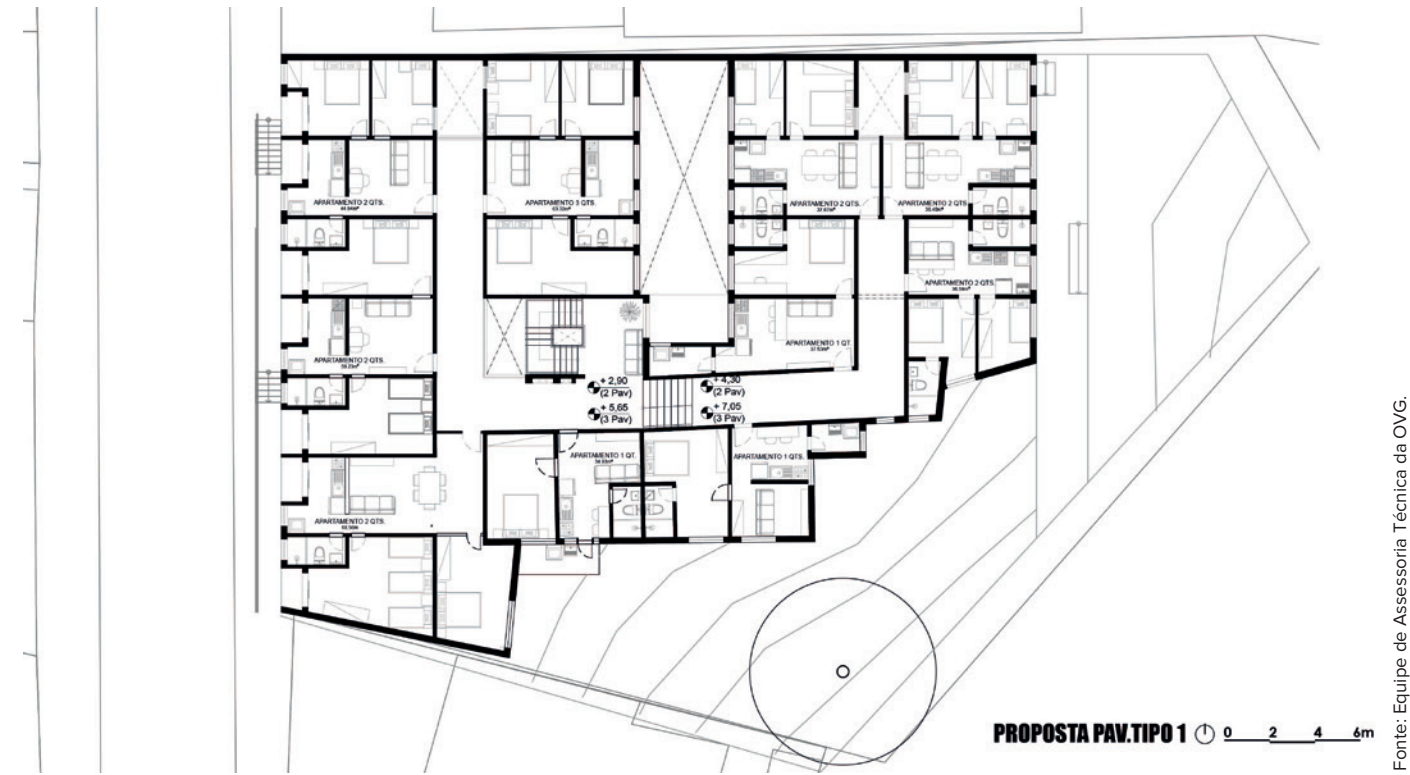 APARTAMENTO 2 QTS.
APARTAMENTO 3 QTS.
APARTAMENTO 2 QTS.
37.67m²
APARTAMENTO 2 QTS.
APARTAMENTO 2 QTS.
APARTAMENTO 2 QTS.
APARTAMENTO 1 QT.
+ 2,90
(2 Pav)
+ 4,30
(2 Pav)
+ 5,65
(3 Pav)
+ 7,05
(3 Pav)
APARTAMENTO 1 QT.
APARTAMENTO 1 QTS.
APARTAMENTO 2 QTS.
PROPOSTA PAV.TIPO 1
0 2 4 6m
Fonte: Equipe de Assessoria Técnica da OVG.